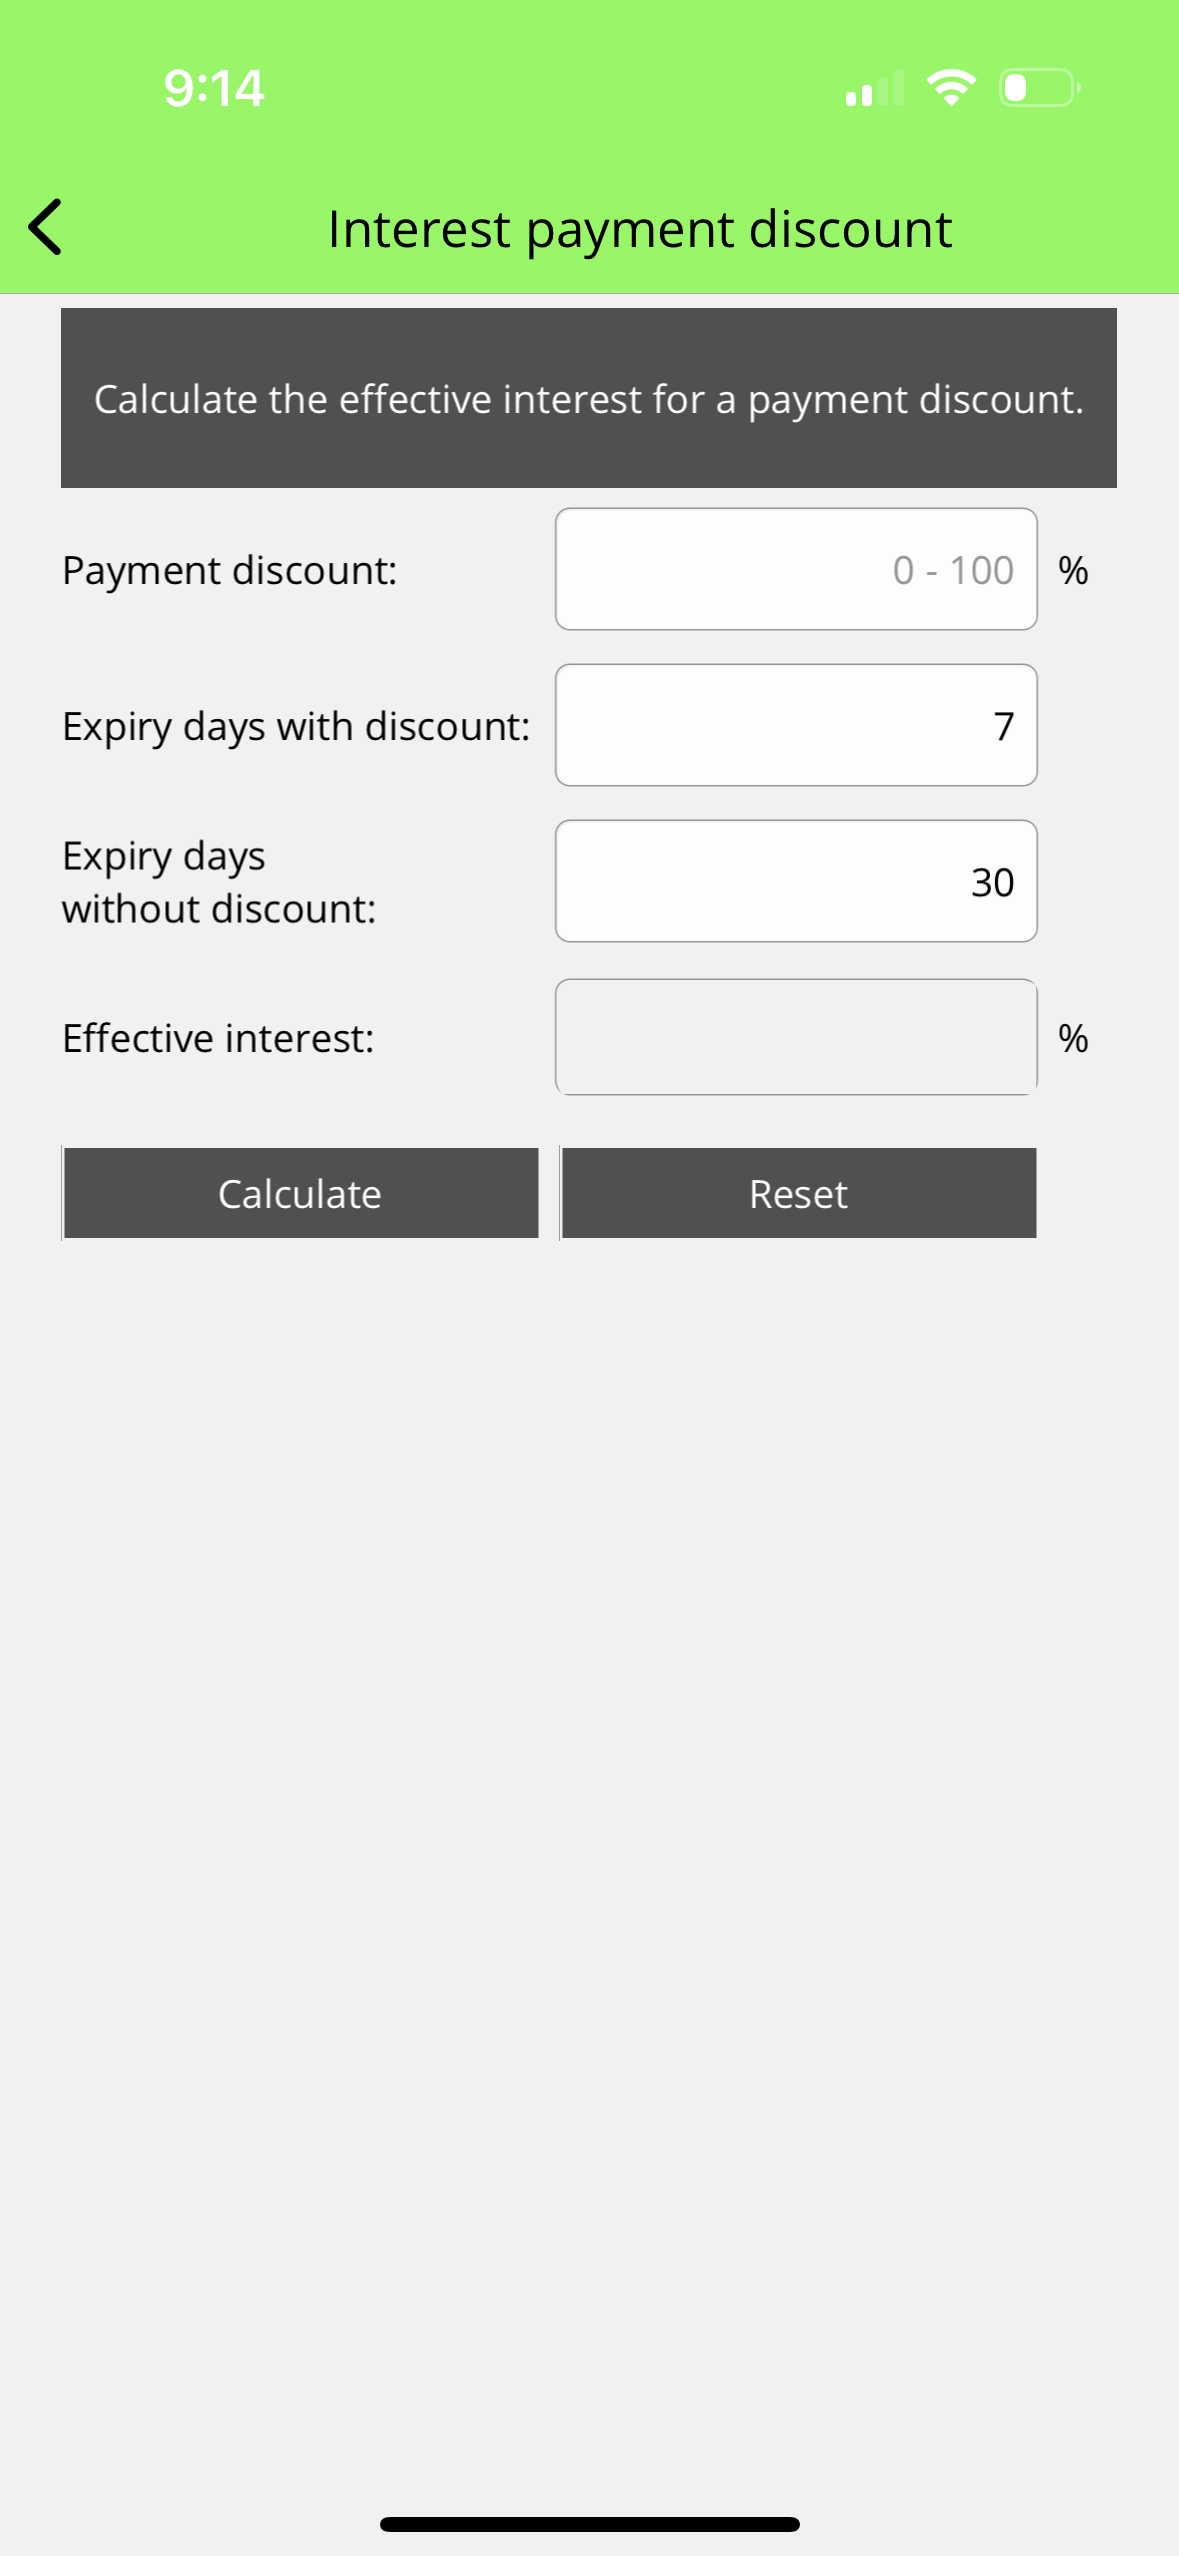 9:14
Interest payment discount
Calculate the effective interest for a payment discount.
Payment discount: 0 - 100 %
Expiry days with discount: 7
Expiry days
without discount: 30
Effective interest: %
Calculate Reset